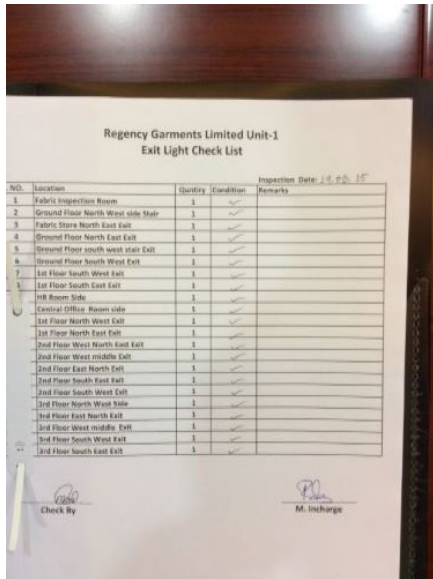 Regency Garments Limited Unit-1
Exit Light Check List
Inspection Date:
NO. Location Quntiry Condition Remarks
1 Fabric Inspection Room 1 ✓
2 Ground Floor North West side Stair 1 ✓
3 Fabric Store North East Exit 1 ✓
4 Ground Floor North East Exit 1 ✓
5 Ground Floor south west stair Exit 1 ✓
6 Ground Floor South West Exit 1 ✓
7 1st Floor South West Exit 1 ✓
1st Floor South East Exit 1 ✓
HR Room Side 1 ✓
Central Office Room side 1 ✓
1st Floor North West Exit 1 ✓
1st Floor North East Exit 1 ✓
2nd Floor West North East Exit 1 ✓
2nd Floor West middle Exit 1 ✓
2nd Floor East North Exit 1 ✓
2nd Floor South East Exit 1 ✓
2nd Floor South West Exit 1 ✓
3rd Floor North West Side 1 ✓
3rd Floor East North Exit 1 ✓
3rd Floor West middle Exit 1 ✓
3rd Floor South West Exit 1 ✓
3rd Floor South East Exit 1 ✓
Check By M. Incharge